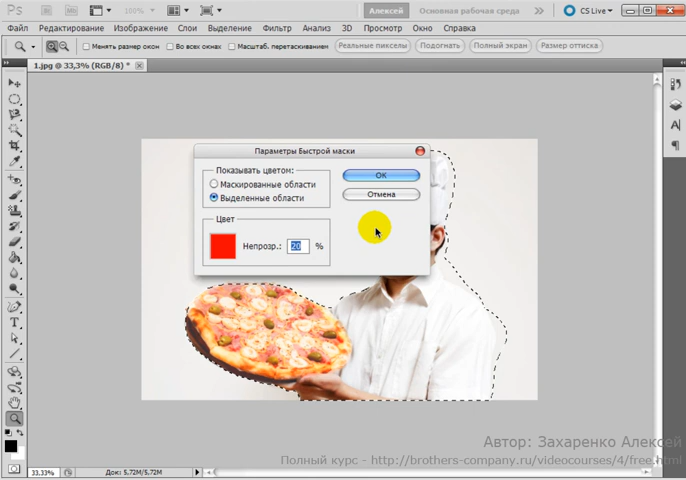 Ps 100% Алексей Основная рабочая среда CS Live
Файл Редактирование Изображение Слои Выделение Фильтр Анализ 3D Просмотр Окно Справка
Менять размер окон Во всех окнах Масштаб. перетаскиванием Реальные пикселы Подогнать Полный экран Размер оттиска
1.jpg @ 33,3% (RGB/8) *
Параметры Быстрой маски
Показывать цветом:
Маскированные области
Выделенные области
OK
Отмена
Цвет
Непрозр.: 20 %
Автор: Захаренко Алексей
Полный курс - http://brothers-company.ru/videocourses/4/free.html
33,33% Док: 5,72M/5,72M